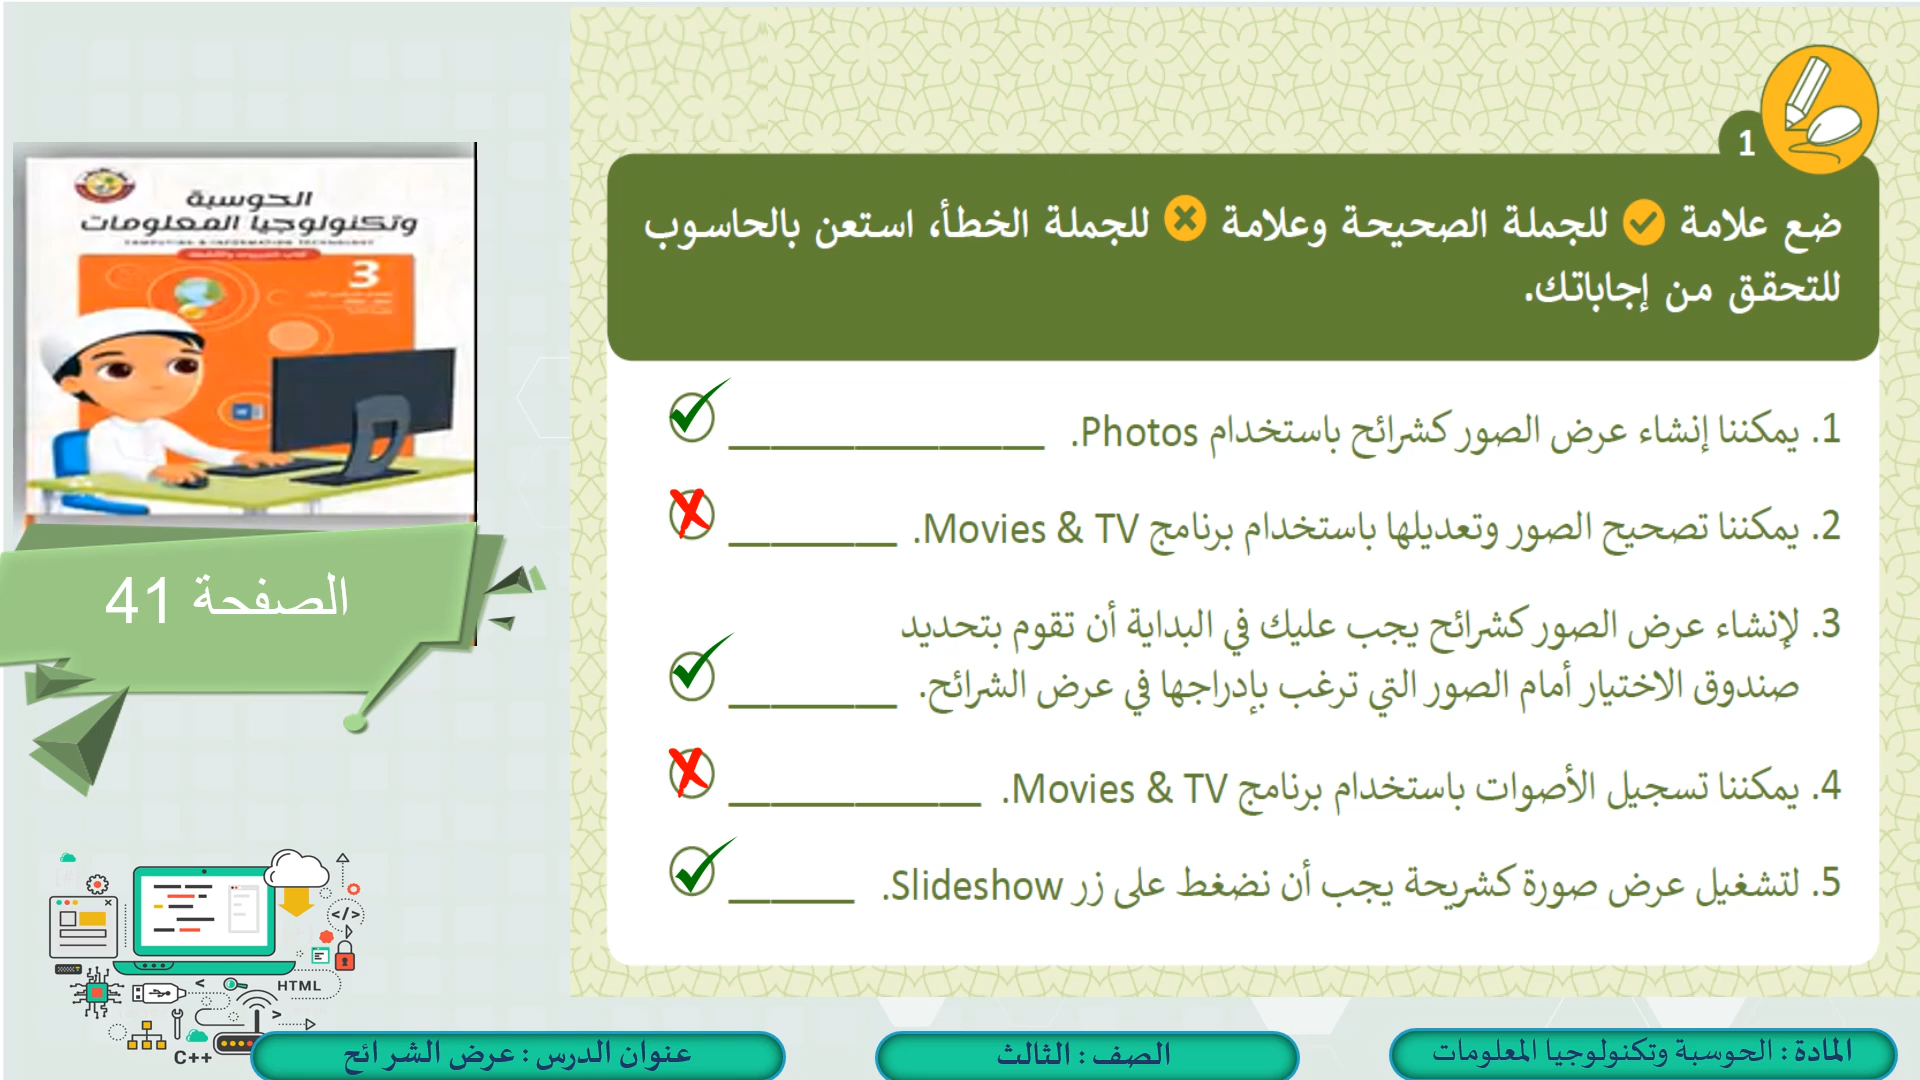 1
ضع علامة للجملة الصحيحة وعلامة للجملة الخطأ، استعن بالحاسوب
للتحقق من إجاباتك.
1. يمكننا إنشاء عرض الصور كشرائح باستخدام Photos.
2. يمكننا تصحيح الصور وتعديلها باستخدام برنامج Movies & TV.
3. لإنشاء عرض الصور كشرائح يجب عليك في البداية أن تقوم بتحديد
صندوق الاختيار أمام الصور التي ترغب بإدراجها في عرض الشرائح.
4. يمكننا تسجيل الأصوات باستخدام برنامج Movies & TV.
5. لتشغيل عرض صورة كشريحة يجب أن نضغط على زر Slideshow.
الحوسبة
وتكنولوجيا المعلومات
COMPUTING & INFORMATION TECHNOLOGY
3
الصفحة 41
</>
HTML
C++
المادة : الحوسبة وتكنولوجيا المعلومات
الصف : الثالث
عنوان الدرس : عرض الشرائح